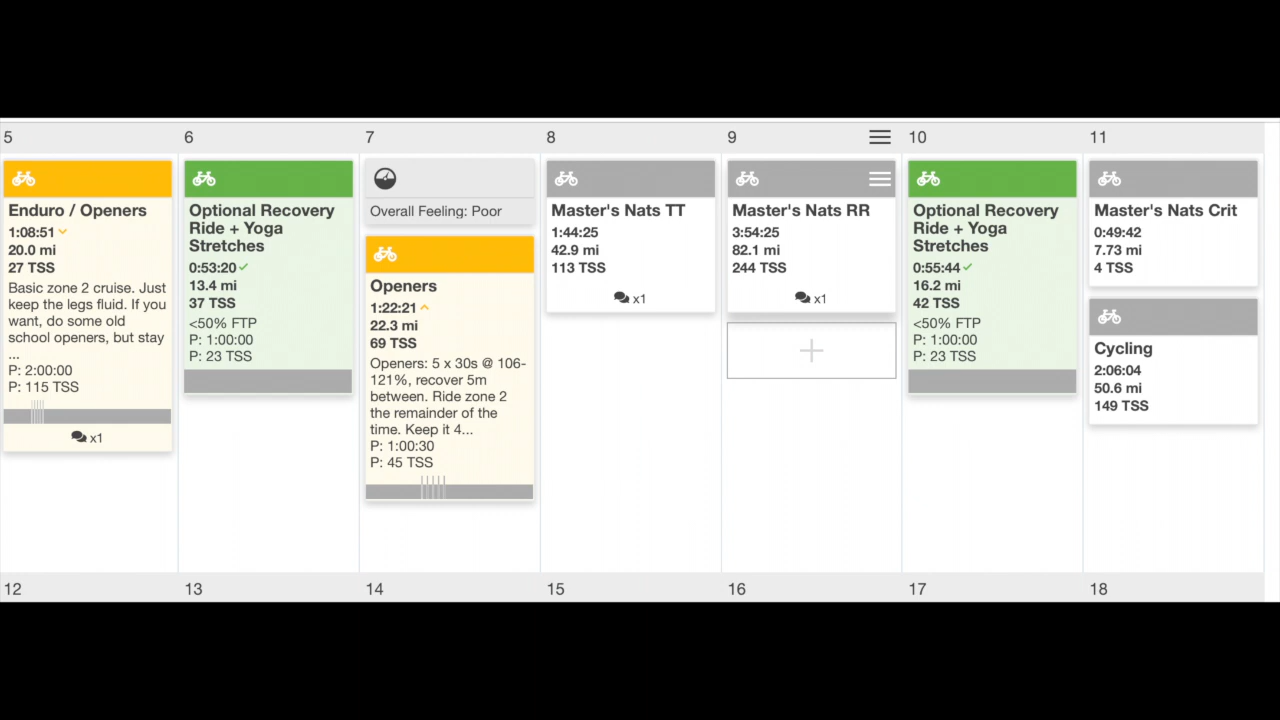 5
6
7
8
9
10
11
Enduro / Openers
1:08:51
20.0 mi
27 TSS
Basic zone 2 cruise. Just
keep the legs fluid. If you
want, do some old
school openers, but stay
...
P: 2:00:00
P: 115 TSS
x1
Optional Recovery
Ride + Yoga
Stretches
0:53:20
13.4 mi
37 TSS
<50% FTP
P: 1:00:00
P: 23 TSS
Overall Feeling: Poor
Openers
1:22:21
22.3 mi
69 TSS
Openers: 5 x 30s @ 106-
121%, recover 5m
between. Ride zone 2
the remainder of the
time. Keep it 4...
P: 1:00:30
P: 45 TSS
Master's Nats TT
1:44:25
42.9 mi
113 TSS
x1
Master's Nats RR
3:54:25
82.1 mi
244 TSS
x1
Optional Recovery
Ride + Yoga
Stretches
0:55:44
16.2 mi
42 TSS
<50% FTP
P: 1:00:00
P: 23 TSS
Master's Nats Crit
0:49:42
7.73 mi
4 TSS
Cycling
2:06:04
50.6 mi
149 TSS
12
13
14
15
16
17
18